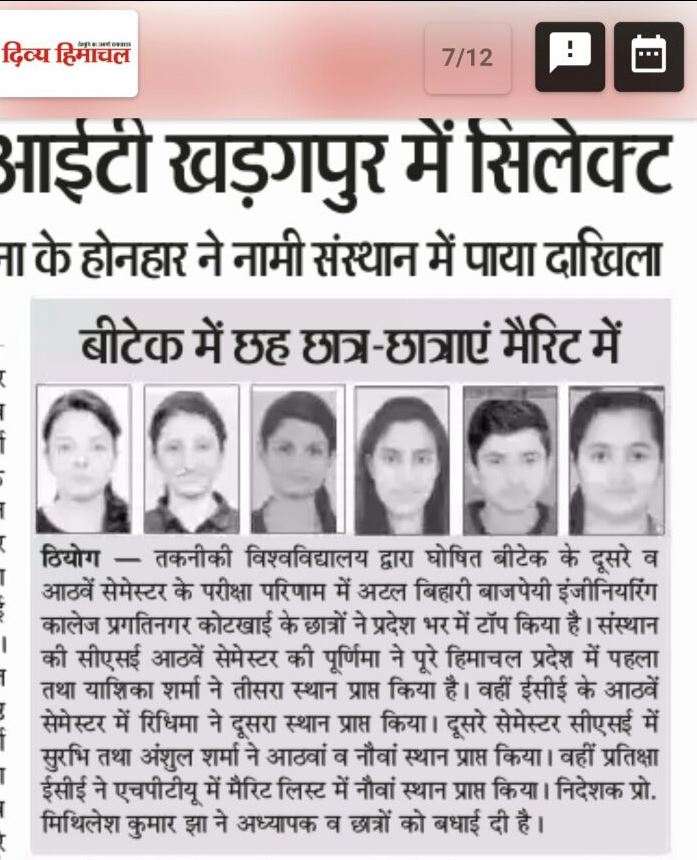 दिव्य हिमाचल
7/12
आईटी खड़गपुर में सिलेक्ट
ना के होनहार ने नामी संस्थान में पाया दाखिला
बीटेक में छह छात्र-छात्राएं मैरिट में
ठियोग — तकनीकी विश्वविद्यालय द्वारा घोषित बीटेक के दूसरे व
आठवें सेमेस्टर के परीक्षा परिणाम में अटल बिहारी बाजपेयी इंजीनियरिंग
कालेज प्रगतिनगर कोटखाई के छात्रों ने प्रदेश भर में टॉप किया है। संस्थान
की सीएसई आठवें सेमेस्टर की पूर्णिमा ने पूरे हिमाचल प्रदेश में पहला
तथा याशिका शर्मा ने तीसरा स्थान प्राप्त किया है। वहीं ईसीई के आठवें
सेमेस्टर में रिधिमा ने दूसरा स्थान प्राप्त किया। दूसरे सेमेस्टर सीएसई में
सुरभि तथा अंशुल शर्मा ने आठवां व नौवां स्थान प्राप्त किया। वहीं प्रतिक्षा
ईसीई ने एचपीटीयू में मैरिट लिस्ट में नौवां स्थान प्राप्त किया। निदेशक प्रो.
मिथिलेश कुमार झा ने अध्यापक व छात्रों को बधाई दी है।